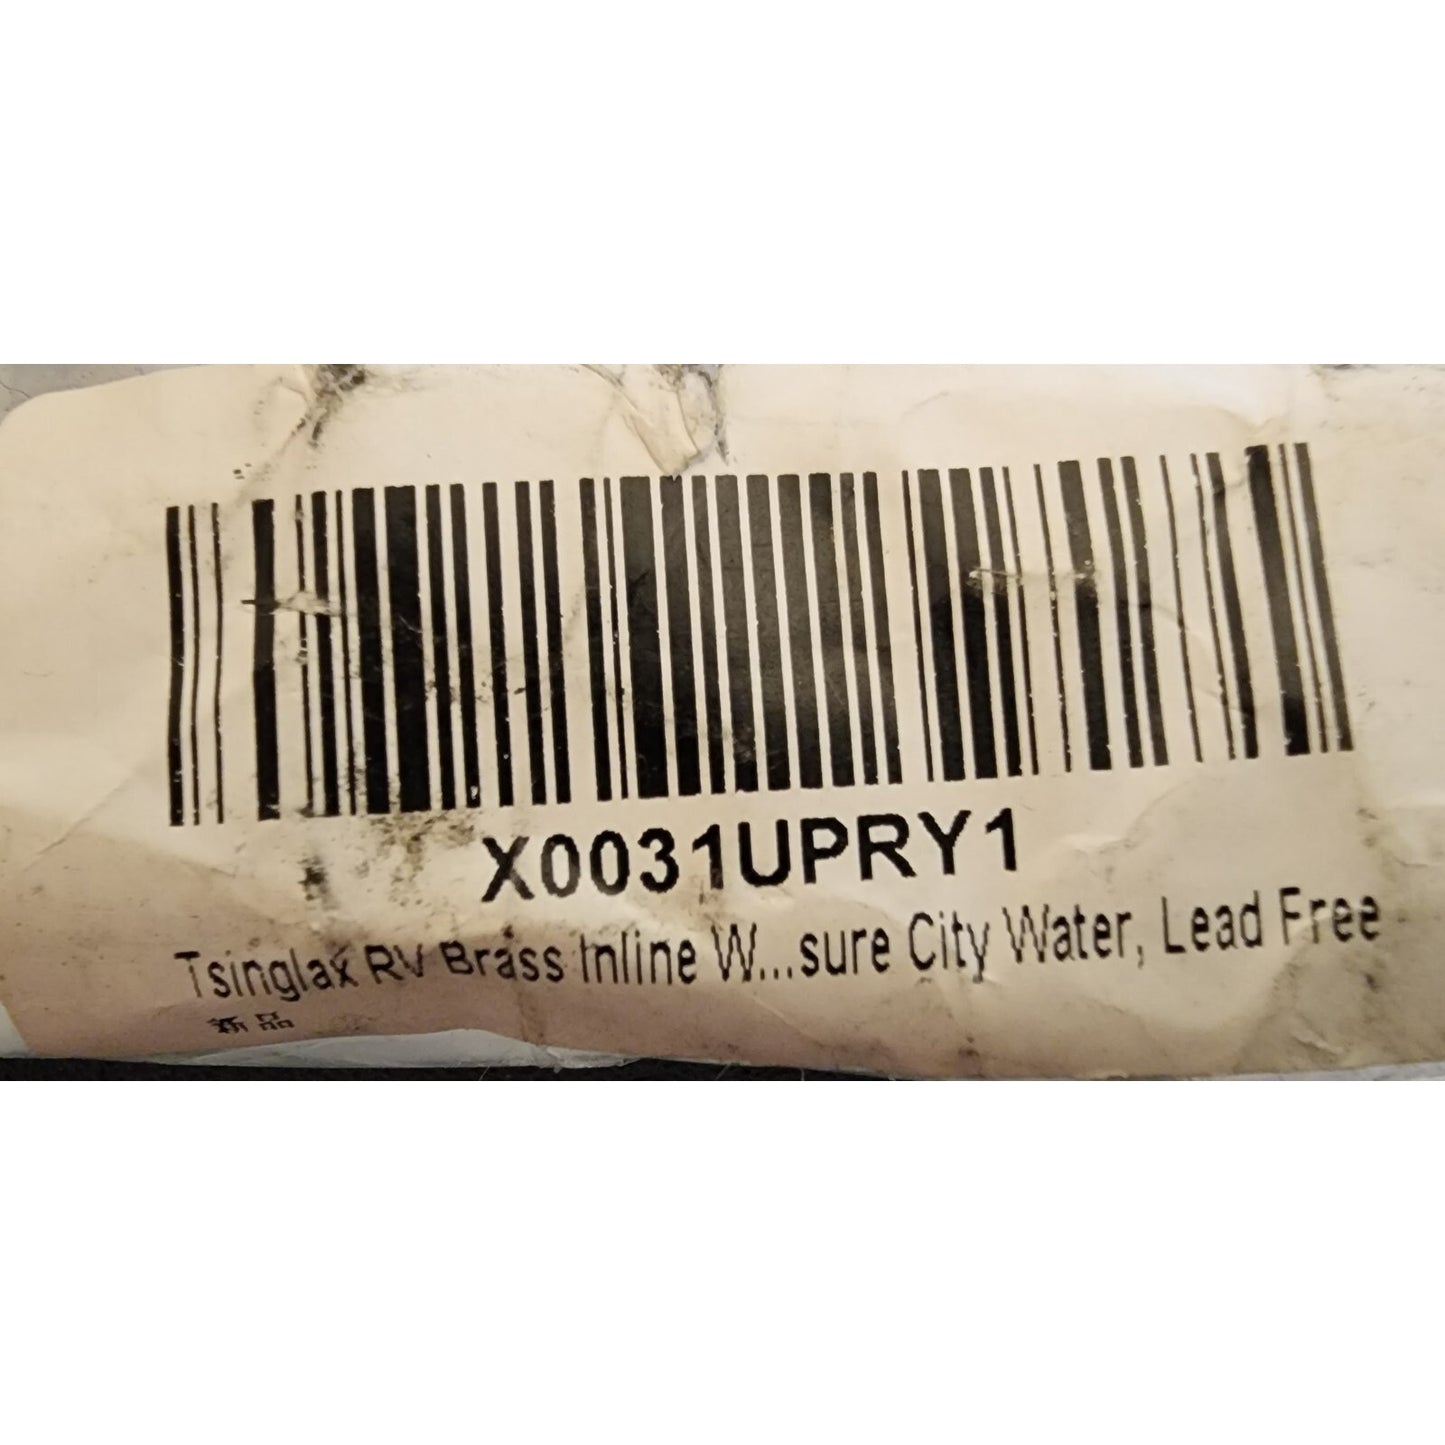 X0031UPRY1
Tsinglax RV Brass Inline W...sure City Water, Lead Free
新品